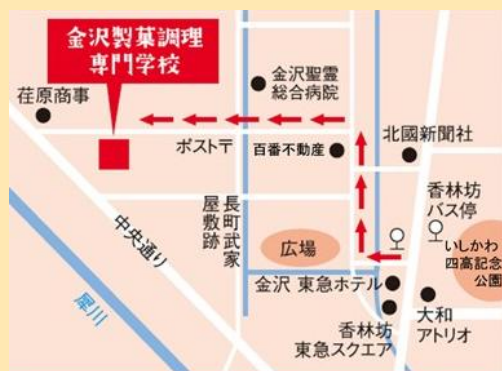 金沢製菓調理
専門学校
荏原商事
金沢聖霊
総合病院
ポスト〒
百番不動産
北國新聞社
香林坊
バス停
長町武家
屋敷跡
中央通り
広場
いしかわ
四高記念
公園
犀川
金沢 東急ホテル
大和
アトリオ
香林坊
東急スクエア